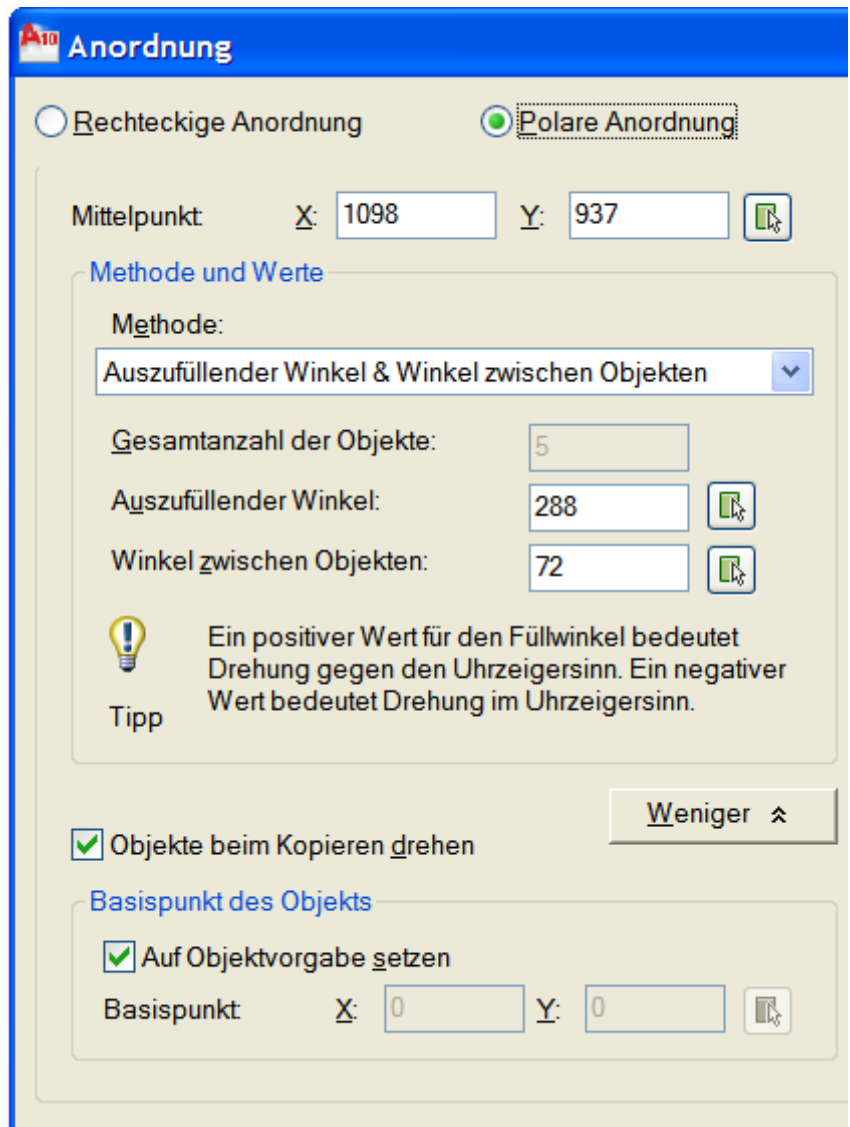 A10 Anordnung
Rechteckige Anordnung Polare Anordnung
Mittelpunkt: X: 1098 Y: 937
Methode und Werte
Methode:
Auszufüllender Winkel & Winkel zwischen Objekten
Gesamtanzahl der Objekte: 5
Auszufüllender Winkel: 288
Winkel zwischen Objekten: 72
Ein positiver Wert für den Füllwinkel bedeutet
Drehung gegen den Uhrzeigersinn. Ein negativer
Wert bedeutet Drehung im Uhrzeigersinn.
Tipp
Weniger
Objekte beim Kopieren drehen
Basispunkt des Objekts
Auf Objektvorgabe setzen
Basispunkt: X: 0 Y: 0